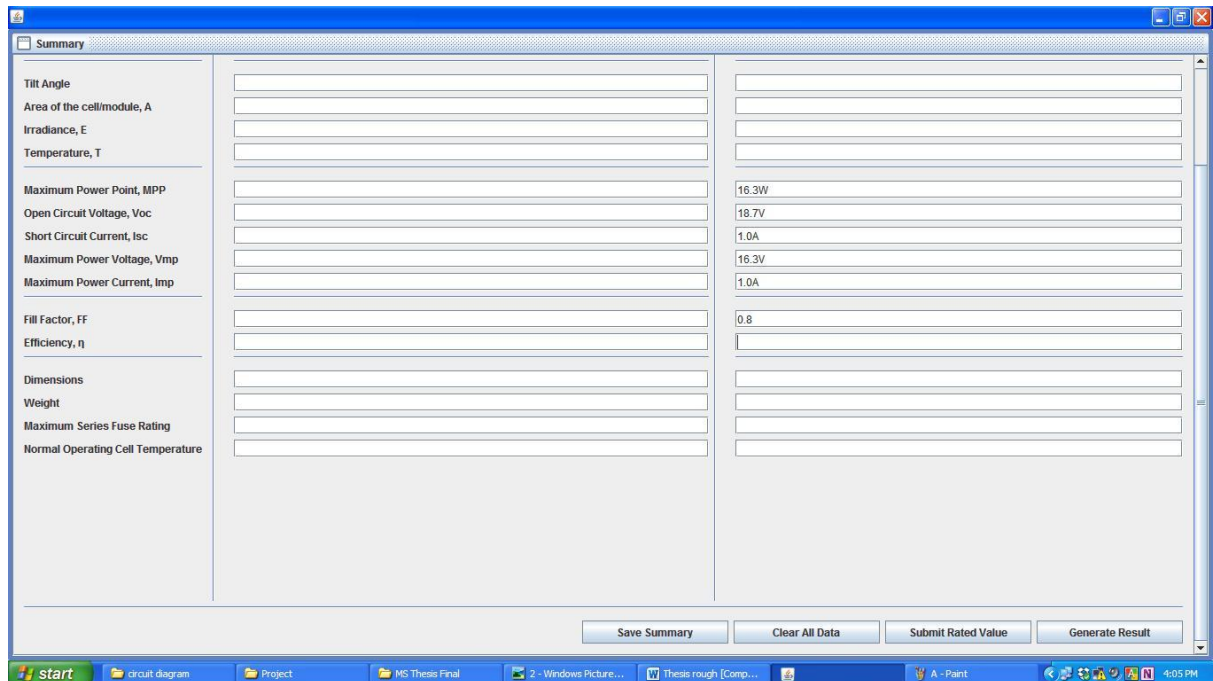 Summary
Tilt Angle
Area of the cell/module, A
Irradiance, E
Temperature, T
Maximum Power Point, MPP 16.3W
Open Circuit Voltage, Voc 18.7V
Short Circuit Current, Isc 1.0A
Maximum Power Voltage, Vmp 16.3V
Maximum Power Current, Imp 1.0A
Fill Factor, FF 0.8
Efficiency, η
Dimensions
Weight
Maximum Series Fuse Rating
Normal Operating Cell Temperature
Save Summary Clear All Data Submit Rated Value Generate Result
start circuit diagram Project MS Thesis Final 2 - Windows Picture... Thesis rough [Comp... A - Paint 4:05 PM